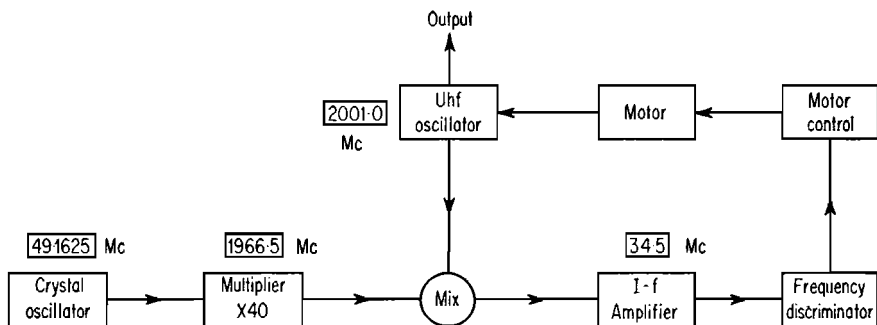 Output
2001·0
Mc
Uhf
oscillator
Motor
Motor
control
49·1625 Mc
1966·5 Mc
34·5 Mc
Crystal
oscillator
Multiplier
X40
Mix
I-f
Amplifier
Frequency
discriminator